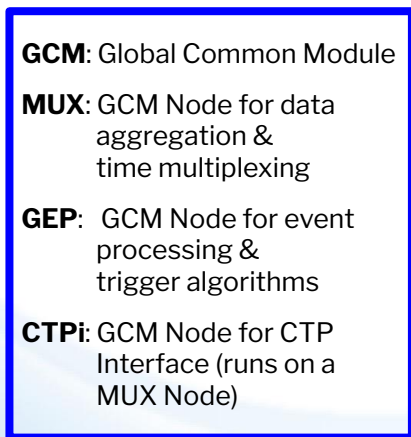 GCM: Global Common Module
MUX: GCM Node for data
aggregation &
time multiplexing
GEP: GCM Node for event
processing &
trigger algorithms
CTPi: GCM Node for CTP
Interface (runs on a
MUX Node)